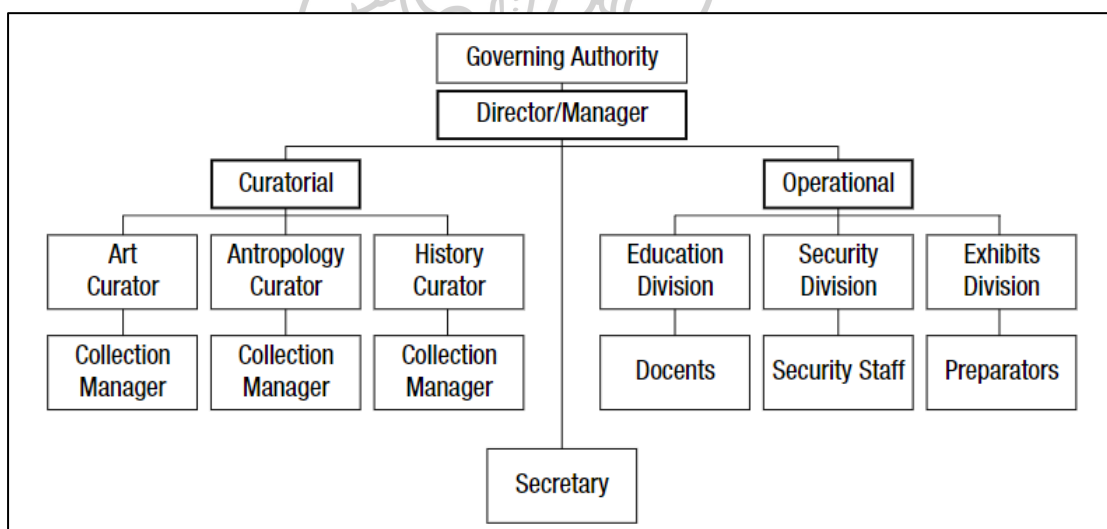 Governing Authority
Director/Manager
Curatorial
Operational
Art
Curator
Antropology
Curator
History
Curator
Education
Division
Security
Division
Exhibits
Division
Collection
Manager
Collection
Manager
Collection
Manager
Docents
Security Staff
Preparators
Secretary